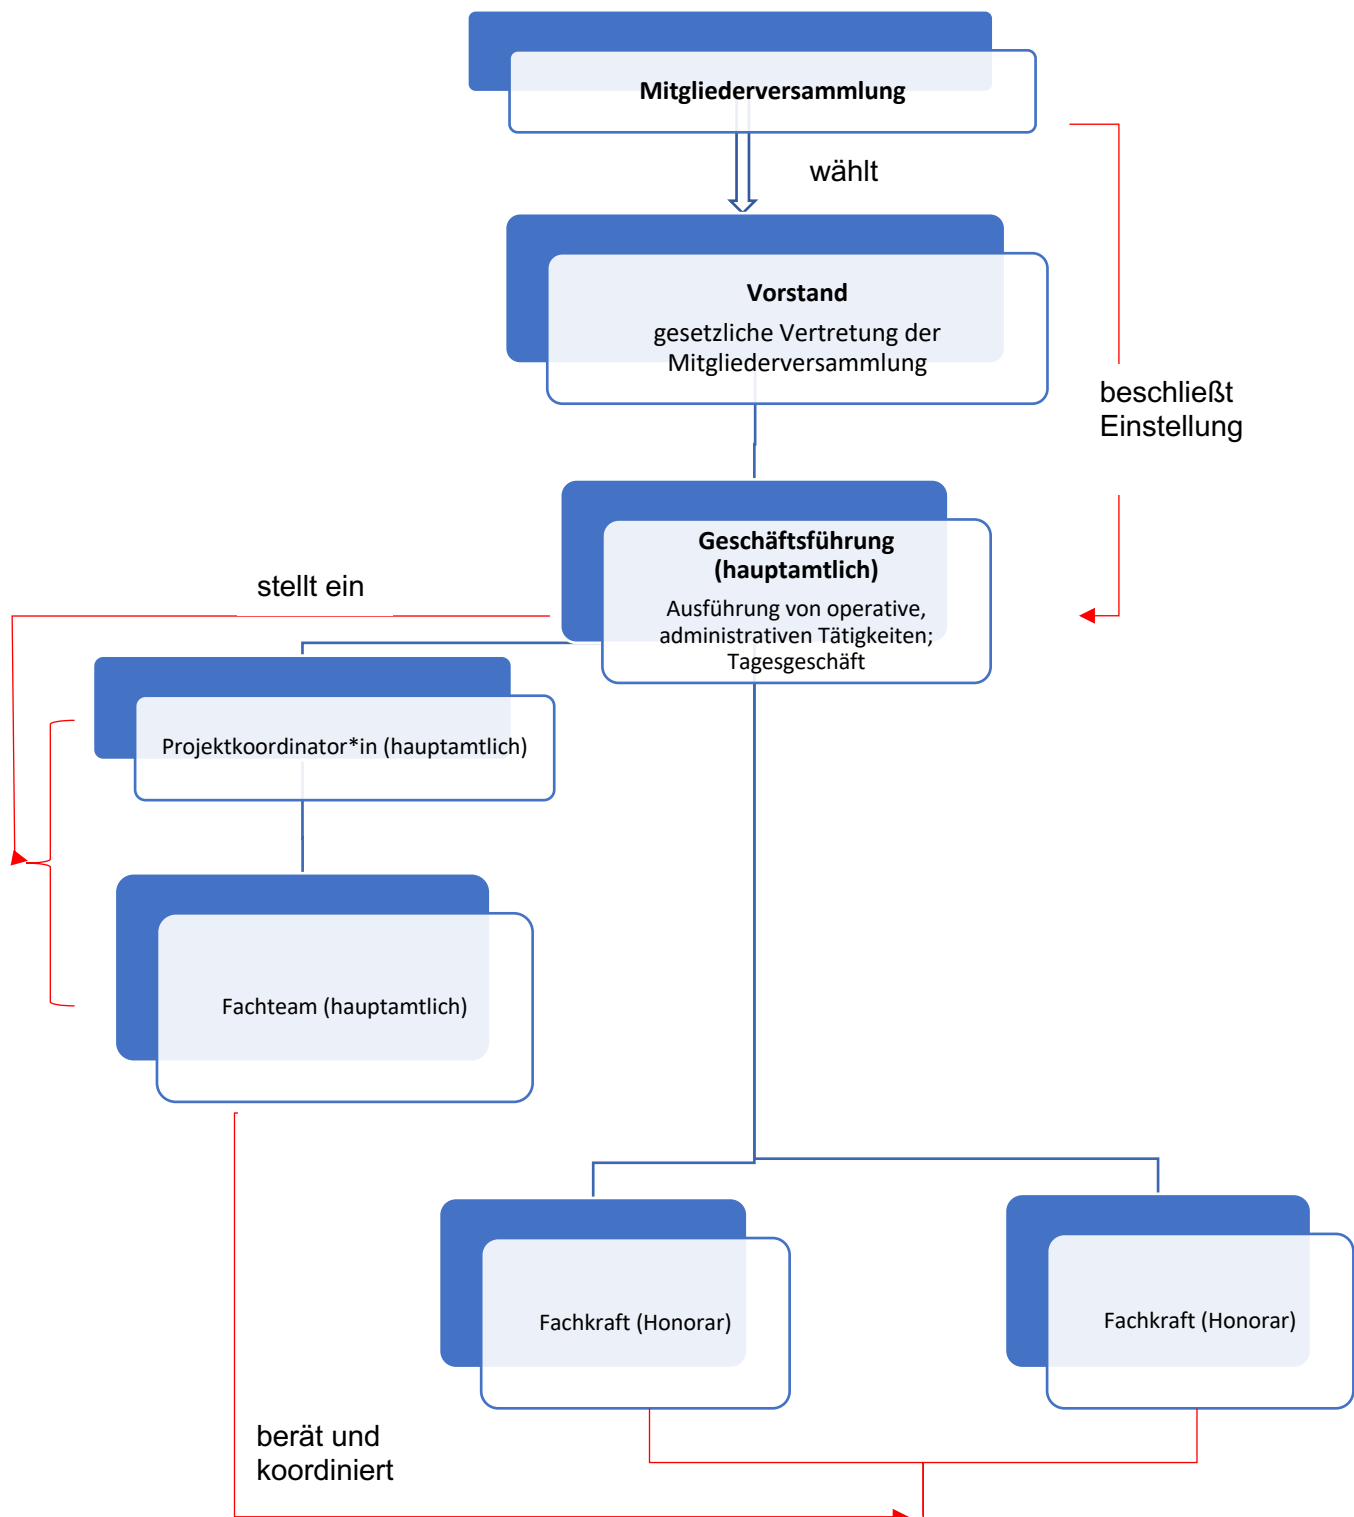 Mitgliederversammlung
wählt
Vorstand
gesetzliche Vertretung der
Mitgliederversammlung
beschließt
Einstellung
Geschäftsführung
(hauptamtlich)
Ausführung von operative,
administrativen Tätigkeiten;
Tagesgeschäft
stellt ein
Projektkoordinator*in (hauptamtlich)
Fachteam (hauptamtlich)
Fachkraft (Honorar)
Fachkraft (Honorar)
berät und
koordiniert